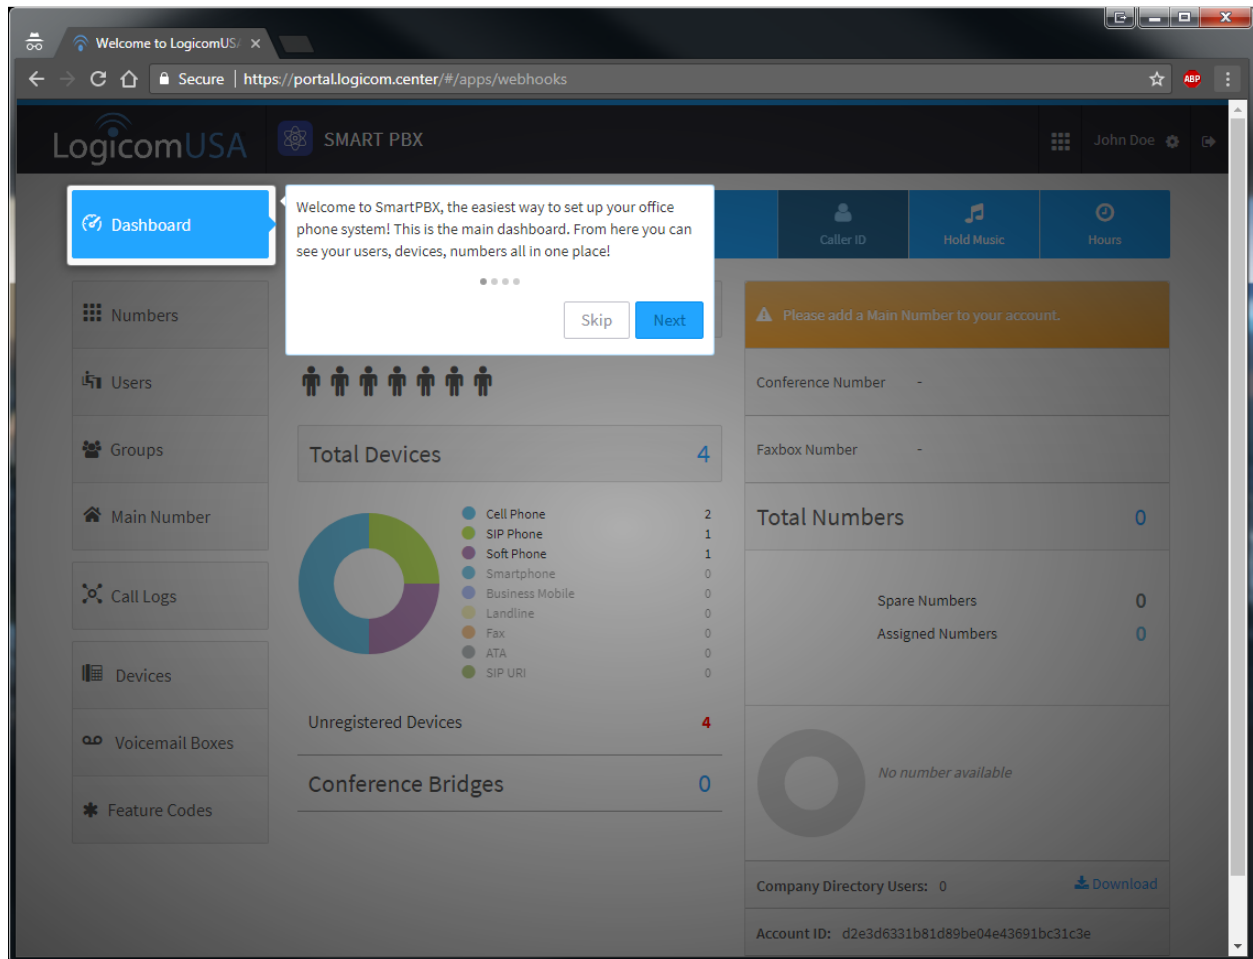 Welcome to LogicomUS
Secure | https://portal.logicom.center/#/apps/webhooks
ABP
LogicomUSA
SMART PBX
John Doe
Dashboard
Welcome to SmartPBX, the easiest way to set up your office
phone system! This is the main dashboard. From here you can
see your users, devices, numbers all in one place!
Skip
Next
Caller ID
Hold Music
Hours
Numbers
Users
Groups
Main Number
Call Logs
Devices
Voicemail Boxes
Feature Codes
Total Devices 4
Cell Phone 2
SIP Phone 1
Soft Phone 1
Smartphone 0
Business Mobile 0
Landline 0
Fax 0
ATA 0
SIP URI 0
Unregistered Devices 4
Conference Bridges 0
Please add a Main Number to your account.
Conference Number -
Faxbox Number -
Total Numbers 0
Spare Numbers 0
Assigned Numbers 0
No number available
Company Directory Users: 0 Download
Account ID: d2e3d6331b81d89be04e43691bc31c3e